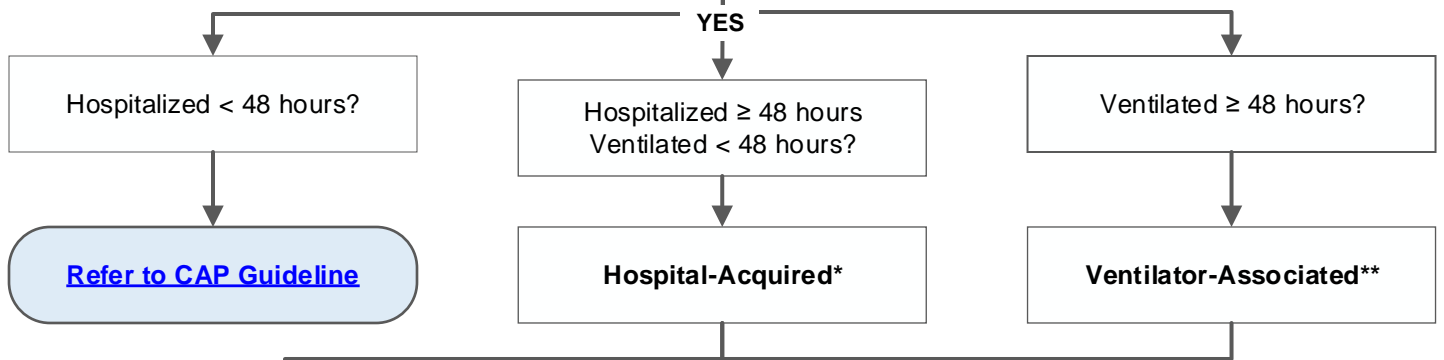 YES
Hospitalized < 48 hours?
Hospitalized ≥ 48 hours
Ventilated < 48 hours?
Ventilated ≥ 48 hours?
Refer to CAP Guideline
Hospital-Acquired*
Ventilator-Associated**